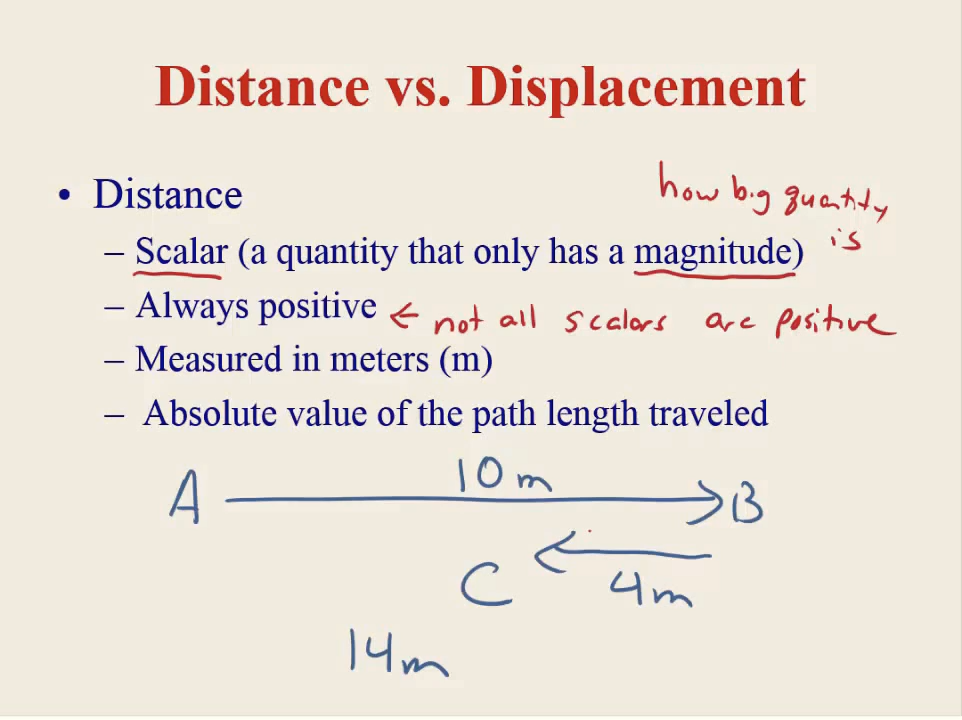 Distance vs. Displacement
• Distance
how big quantity
is
– Scalar (a quantity that only has a magnitude)
– Always positive ← not all scalars are positive
– Measured in meters (m)
– Absolute value of the path length traveled
10 m
A B
C 4m
14m